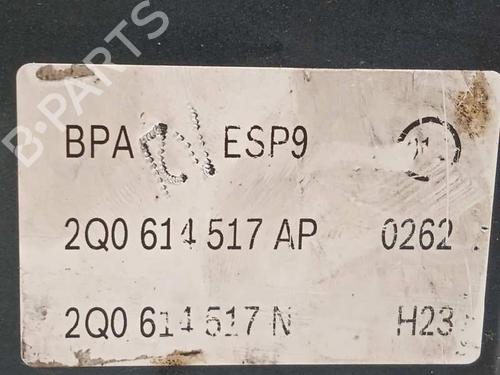 B-PARTS
BPA ESP9
2Q0 614 517 AP 0262
2Q0 614 517 N H23